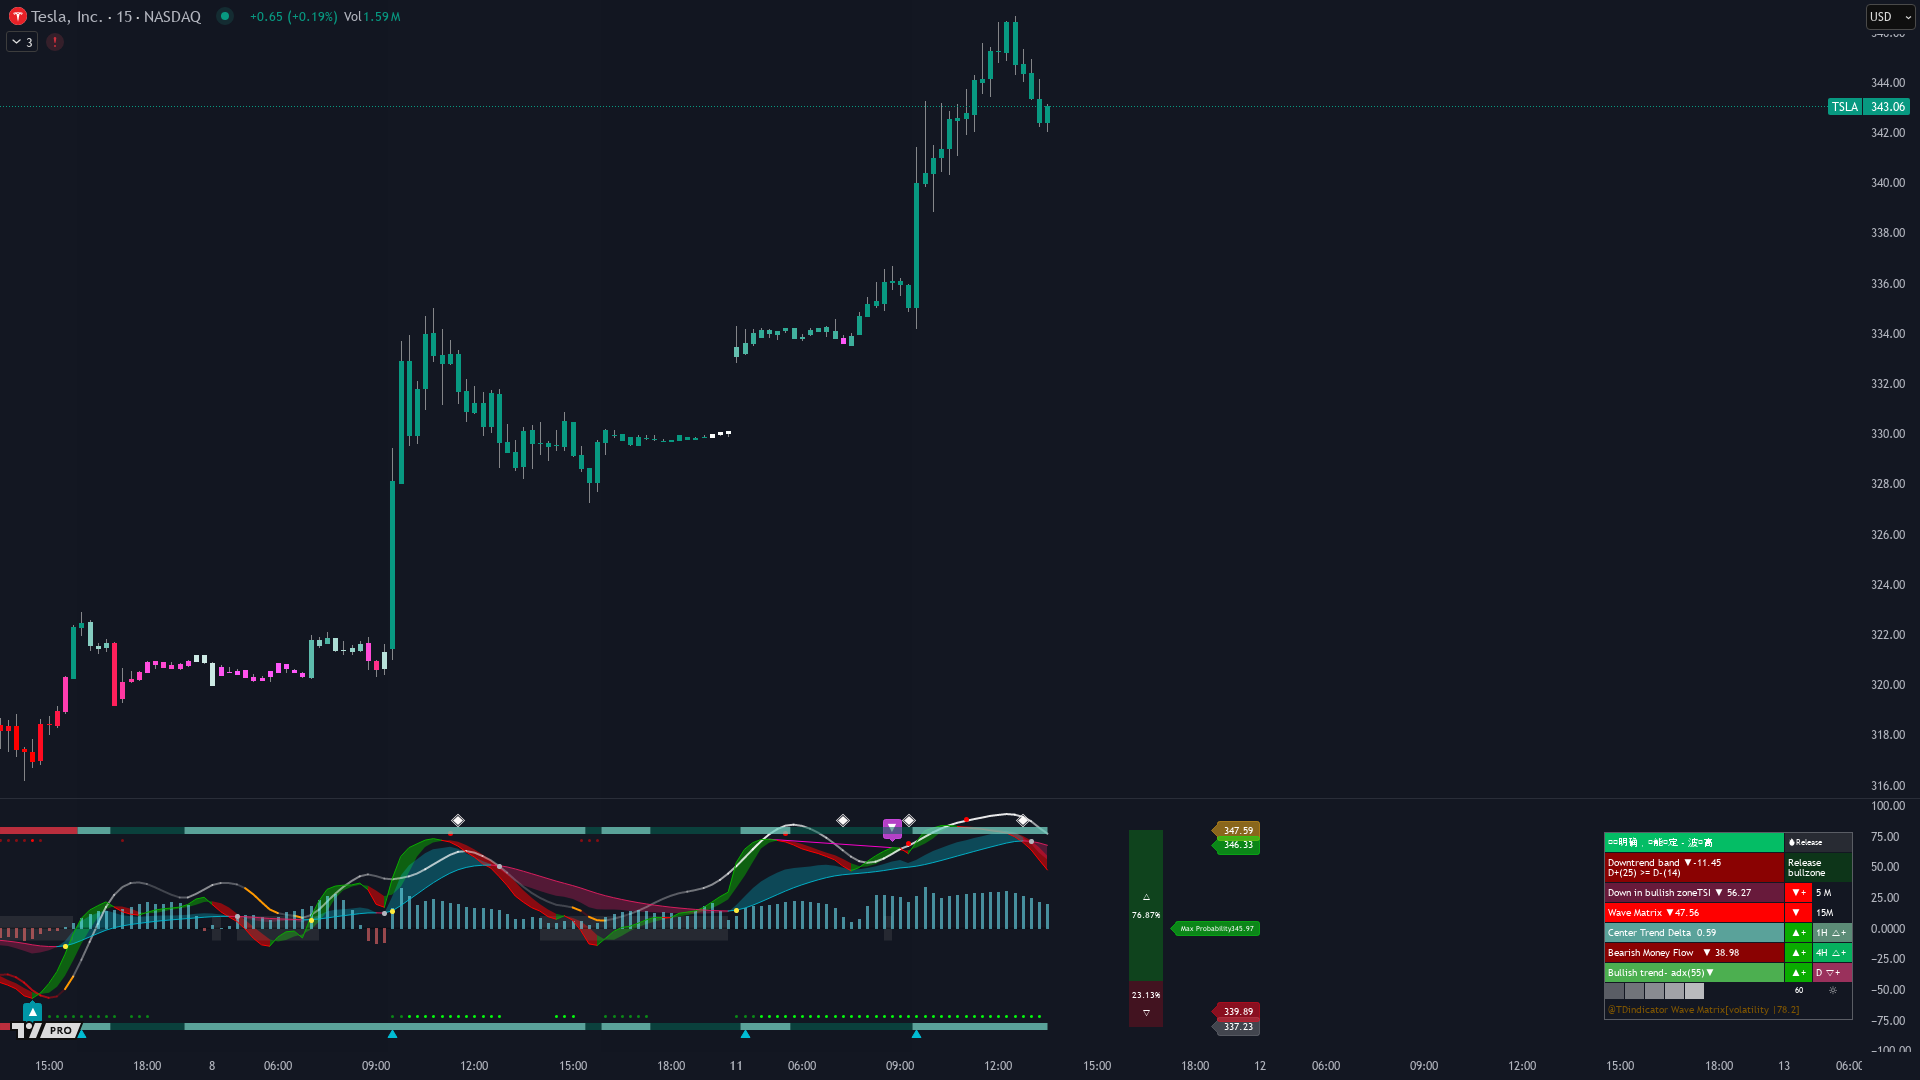 Tesla, Inc. · 15 · NASDAQ
+0.65 (+0.19%) Vol 1.59 M
3
USD
344.00
TSLA 343.06
342.00
340.00
338.00
336.00
334.00
332.00
330.00
328.00
326.00
324.00
322.00
320.00
318.00
316.00
100.00
75.00
50.00
25.00
0.0000
−25.00
−50.00
−75.00
−100.00
347.59
346.33
△
76.87%
Max Probability345.97
23.13%
▽
339.89
337.23
Release
Downtrend band ▼-11.45
D+(25) >= D-(14)
Release
bullzone
Down in bullish zoneTSI ▼ 56.27 ▼+ 5 M
Wave Matrix ▼47.56 ▼ 15M
Center Trend Delta 0.59 ▲+ 1H △+
Bearish Money Flow ▼ 38.98 ▲+ 4H △+
Bullish trend- adx(55)▼ ▲+ D ▽+
60
@TDindicator Wave Matrix[volatility |78.2]
PRO
15:00 18:00 8 06:00 09:00 12:00 15:00 18:00 11 06:00 09:00 12:00 15:00 18:00 12 06:00 09:00 12:00 15:00 18:00 13 06:00